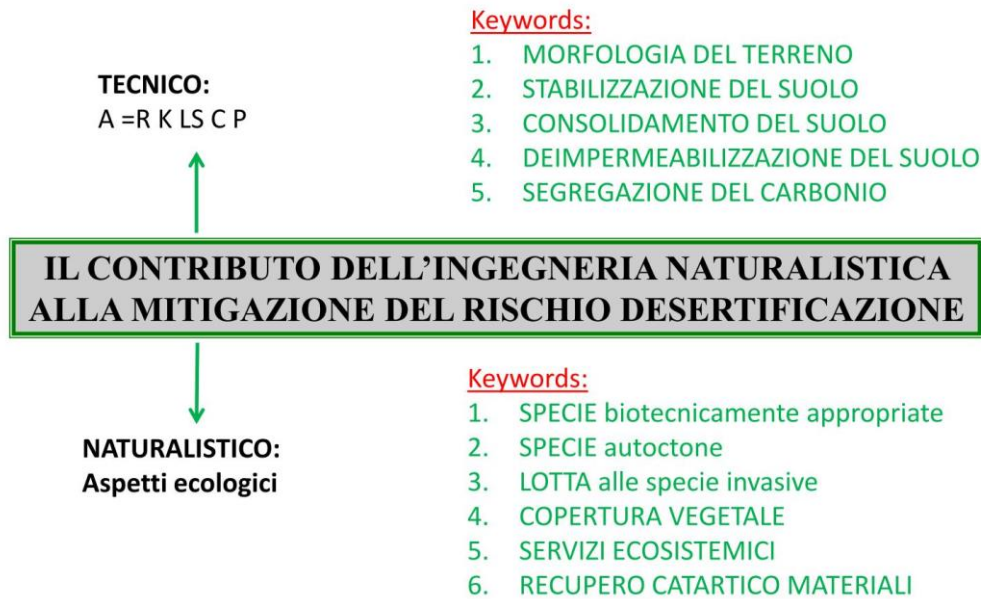 Keywords:
1. MORFOLOGIA DEL TERRENO
2. STABILIZZAZIONE DEL SUOLO
3. CONSOLIDAMENTO DEL SUOLO
4. DEIMPERMEABILIZZAZIONE DEL SUOLO
5. SEGREGAZIONE DEL CARBONIO
TECNICO:
A =R K LS C P
IL CONTRIBUTO DELL’INGEGNERIA NATURALISTICA
ALLA MITIGAZIONE DEL RISCHIO DESERTIFICAZIONE
NATURALISTICO:
Aspetti ecologici
Keywords:
1. SPECIE biotecnicamente appropriate
2. SPECIE autoctone
3. LOTTA alle specie invasive
4. COPERTURA VEGETALE
5. SERVIZI ECOSISTEMICI
6. RECUPERO CATARTICO MATERIALI